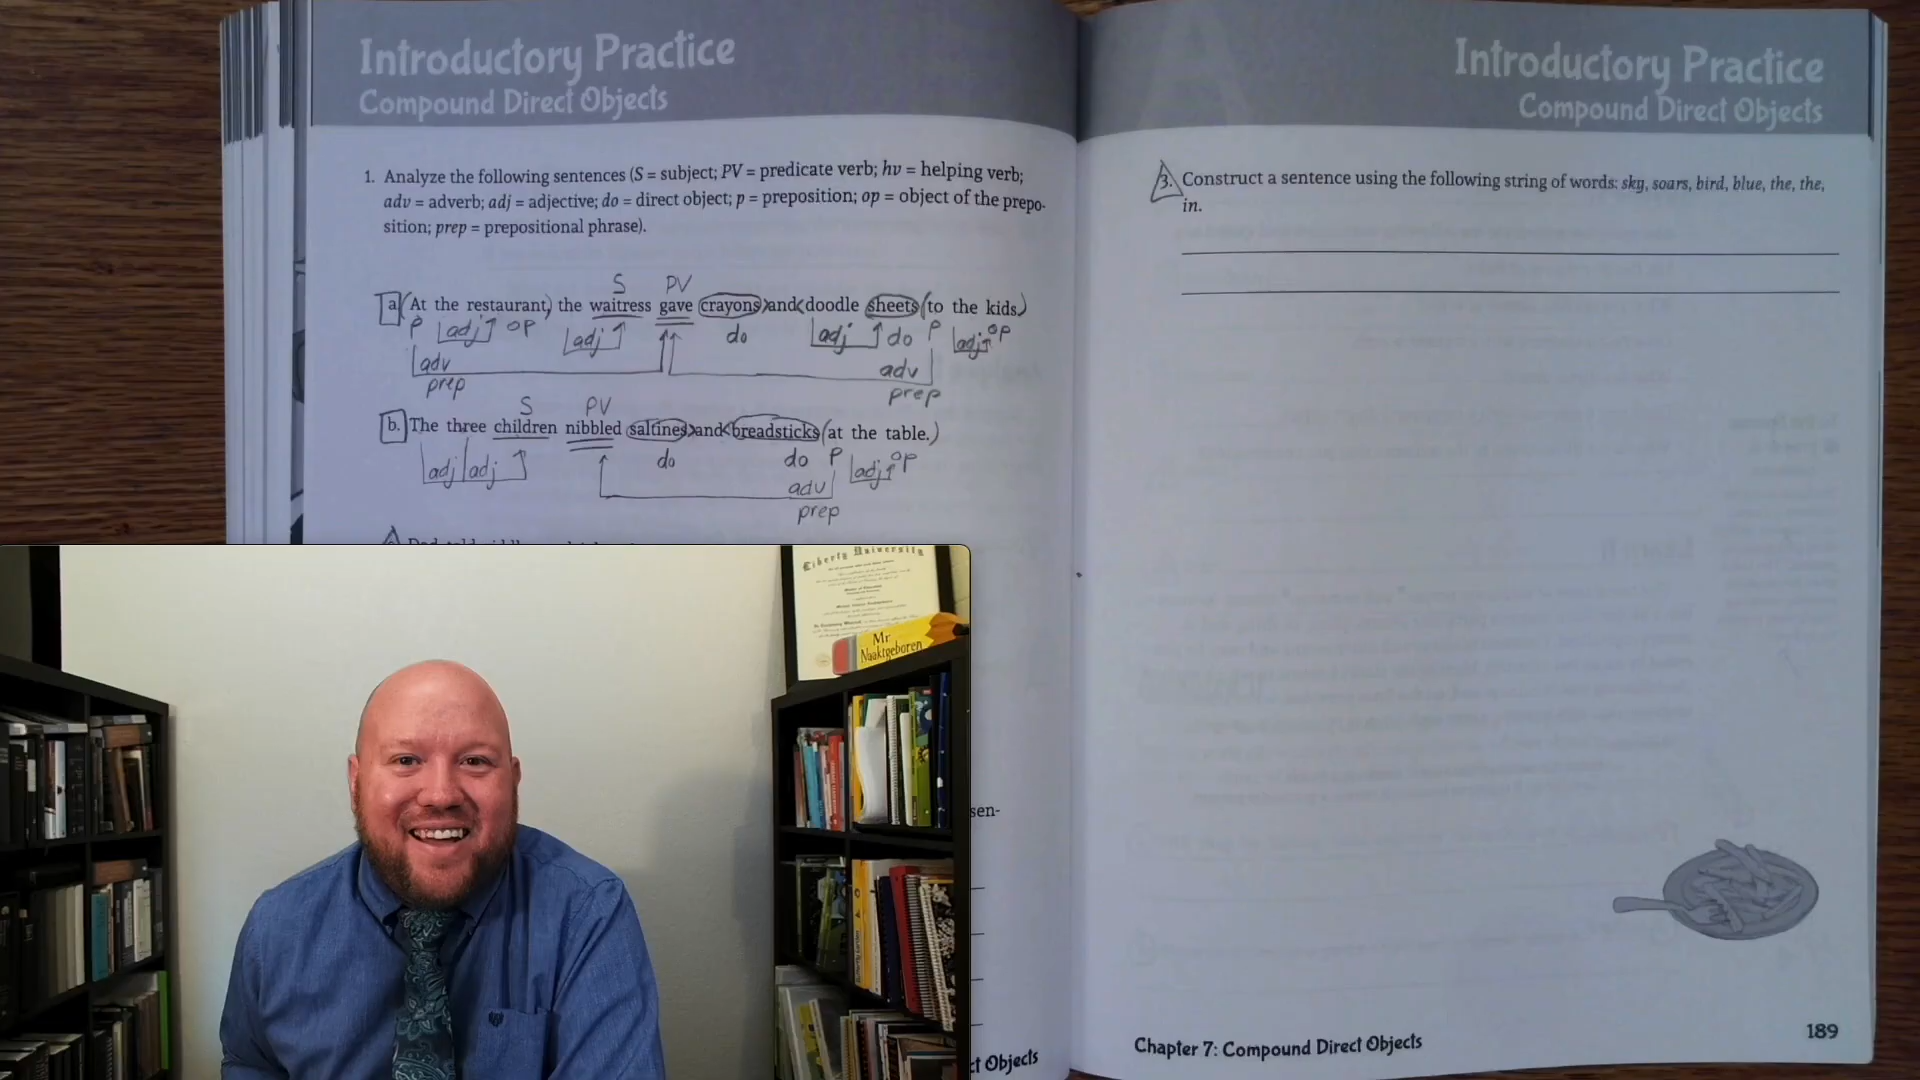 Introductory Practice
Compound Direct Objects
1. Analyze the following sentences (S = subject; PV = predicate verb; hv = helping verb;
adv = adverb; adj = adjective; do = direct object; p = preposition; op = object of the prepo-
sition; prep = prepositional phrase).
S PV
a. (At the restaurant,) the waitress gave crayons and doodle sheets (to the kids.)
P adj op adj do adj do P adj op
adv adv
prep prep
S PV
b. The three children nibbled saltines and breadsticks (at the table.)
adj adj do do P adj op
adv
prep
sen-
ct Objects
Introductory Practice
Compound Direct Objects
3. Construct a sentence using the following string of words: sky, soars, bird, blue, the, the,
in.
Chapter 7: Compound Direct Objects
189
Liberty University
Mr
Naaktgeboren